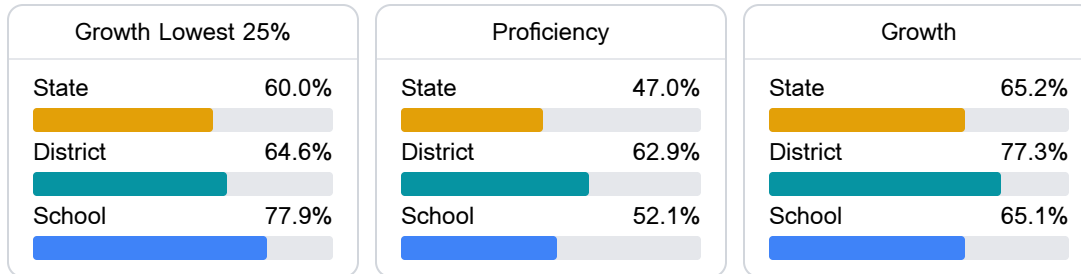 Growth Lowest 25%
State 60.0%
District 64.6%
School 77.9%
Proficiency
State 47.0%
District 62.9%
School 52.1%
Growth
State 65.2%
District 77.3%
School 65.1%